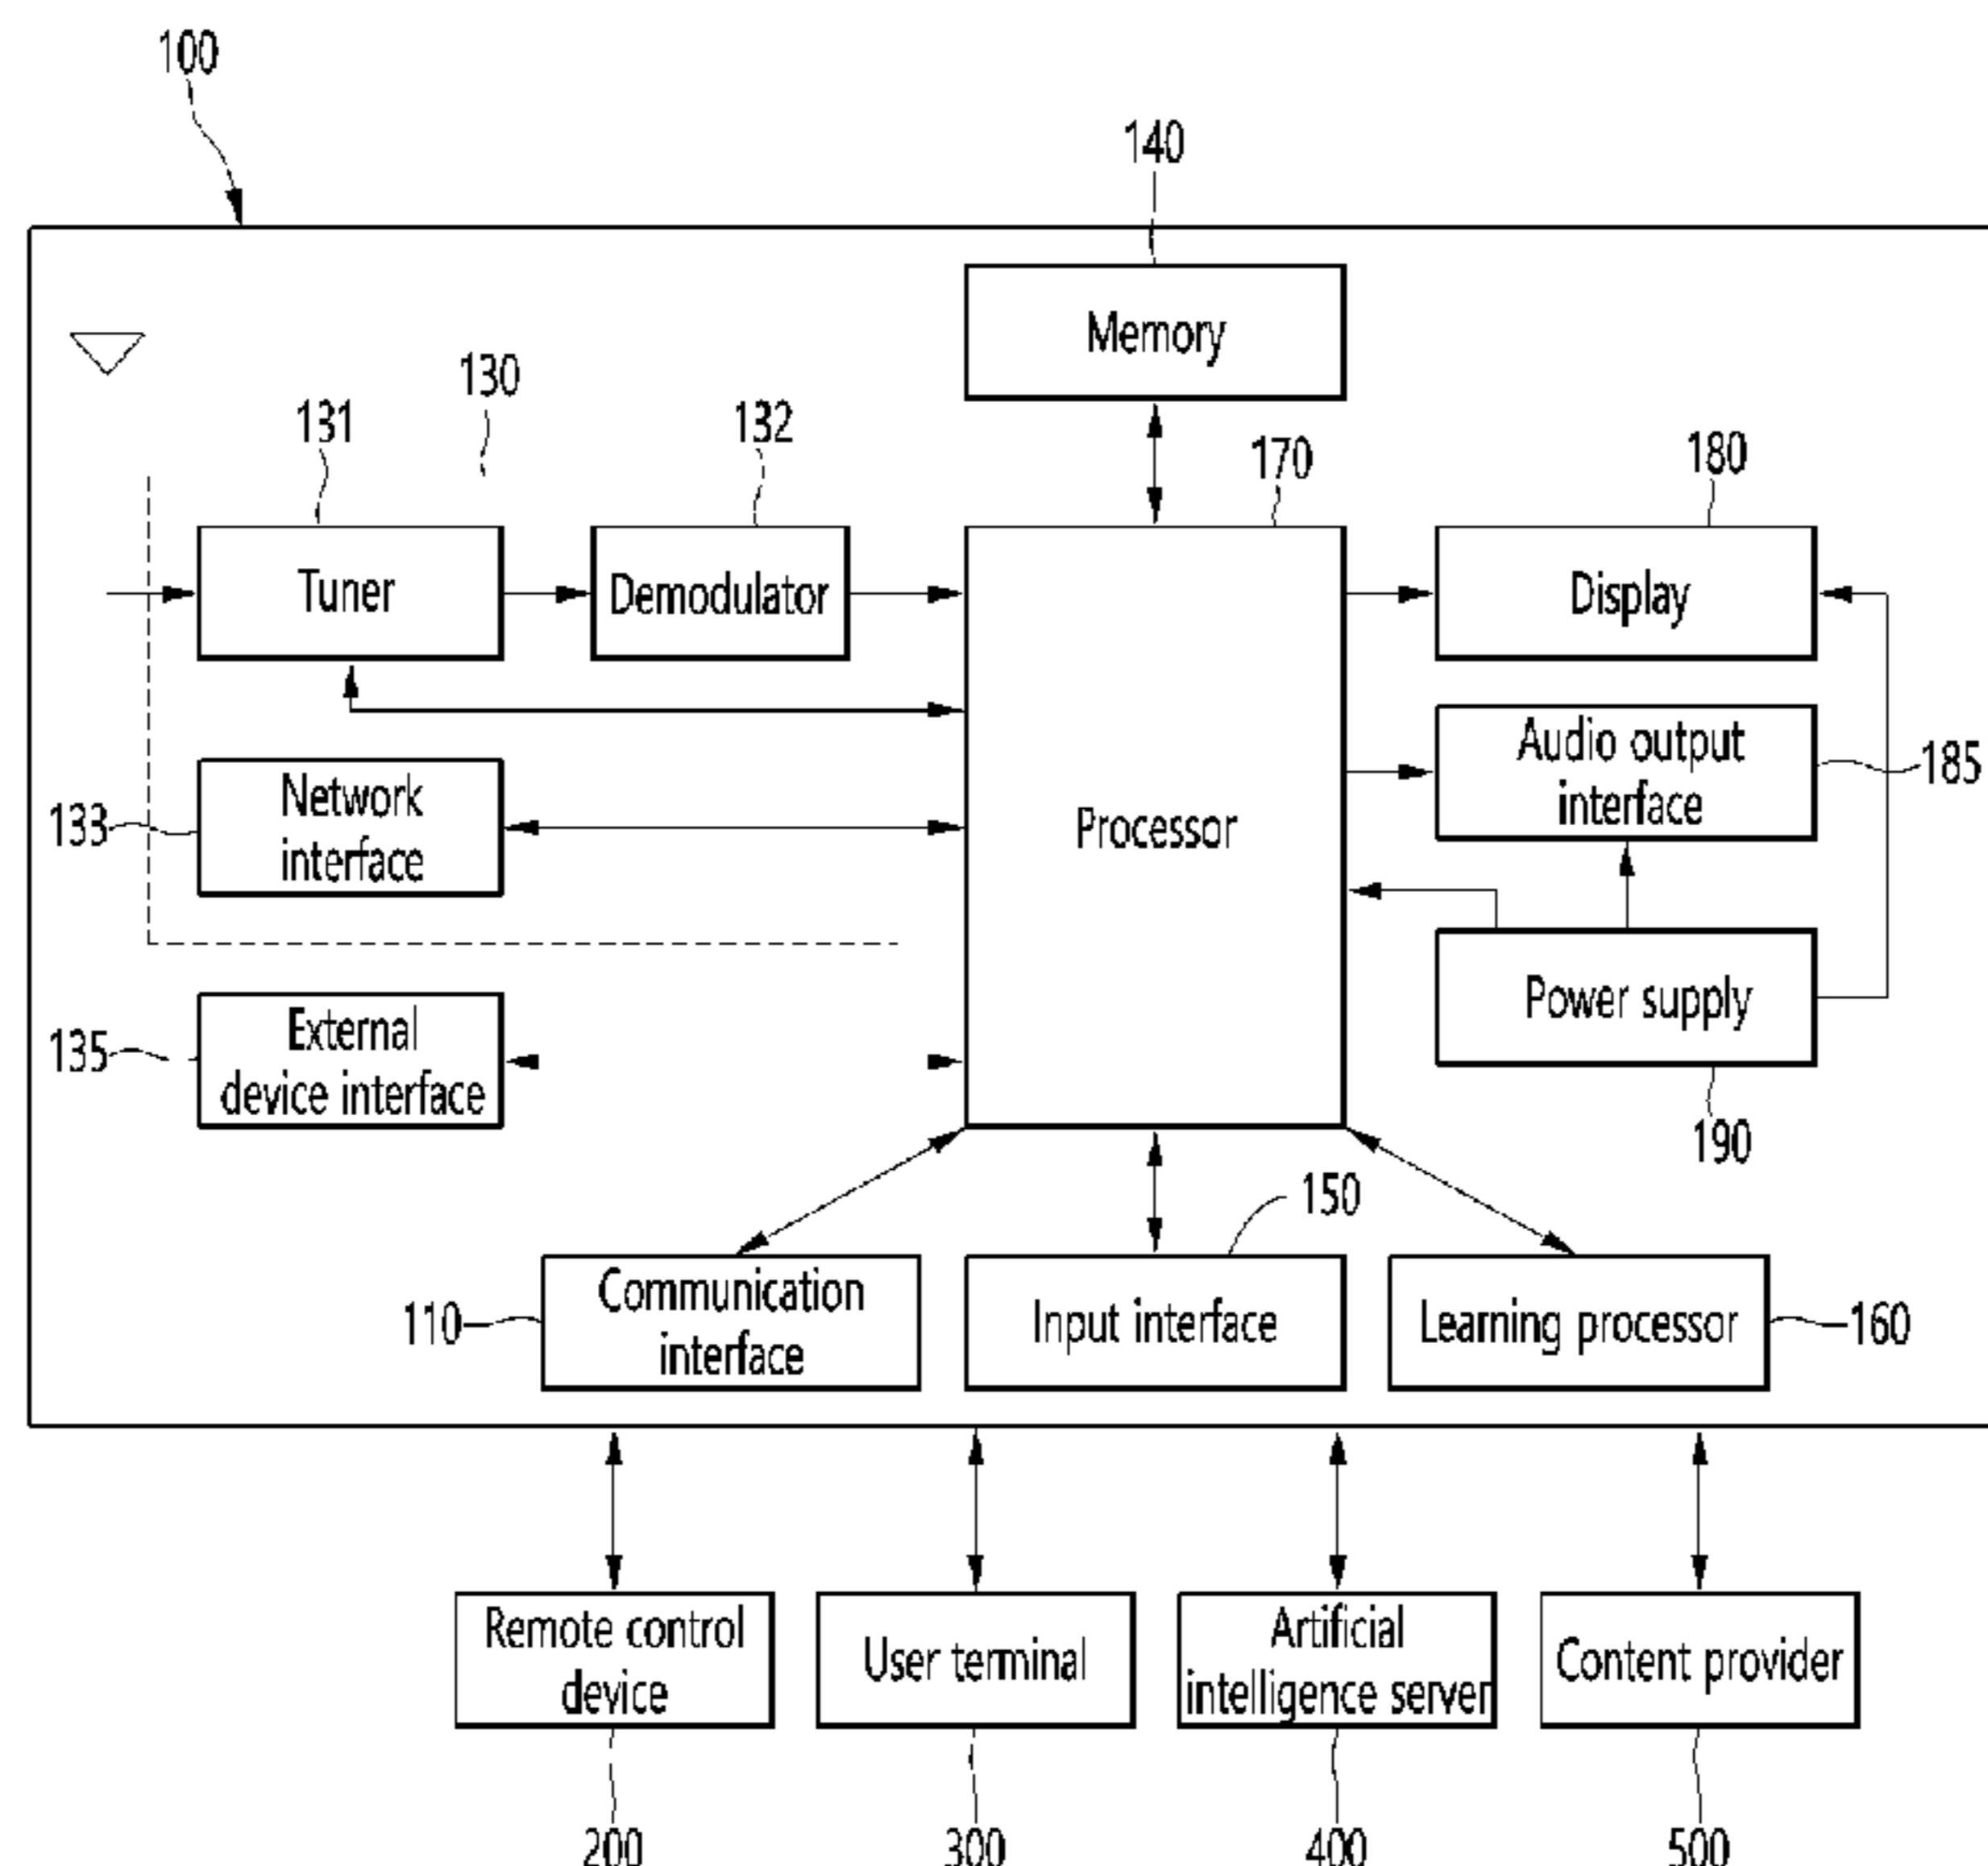 100
140
Memory
130
131
132
170
180
Tuner
Demodulator
Processor
Display
Audio output
interface
185
133
Network
interface
Power supply
190
135
External
device interface
150
110
Communication
interface
Input interface
Learning processor
160
Remote control
device
User terminal
Artificial
intelligence server
Content provider
200
300
400
500